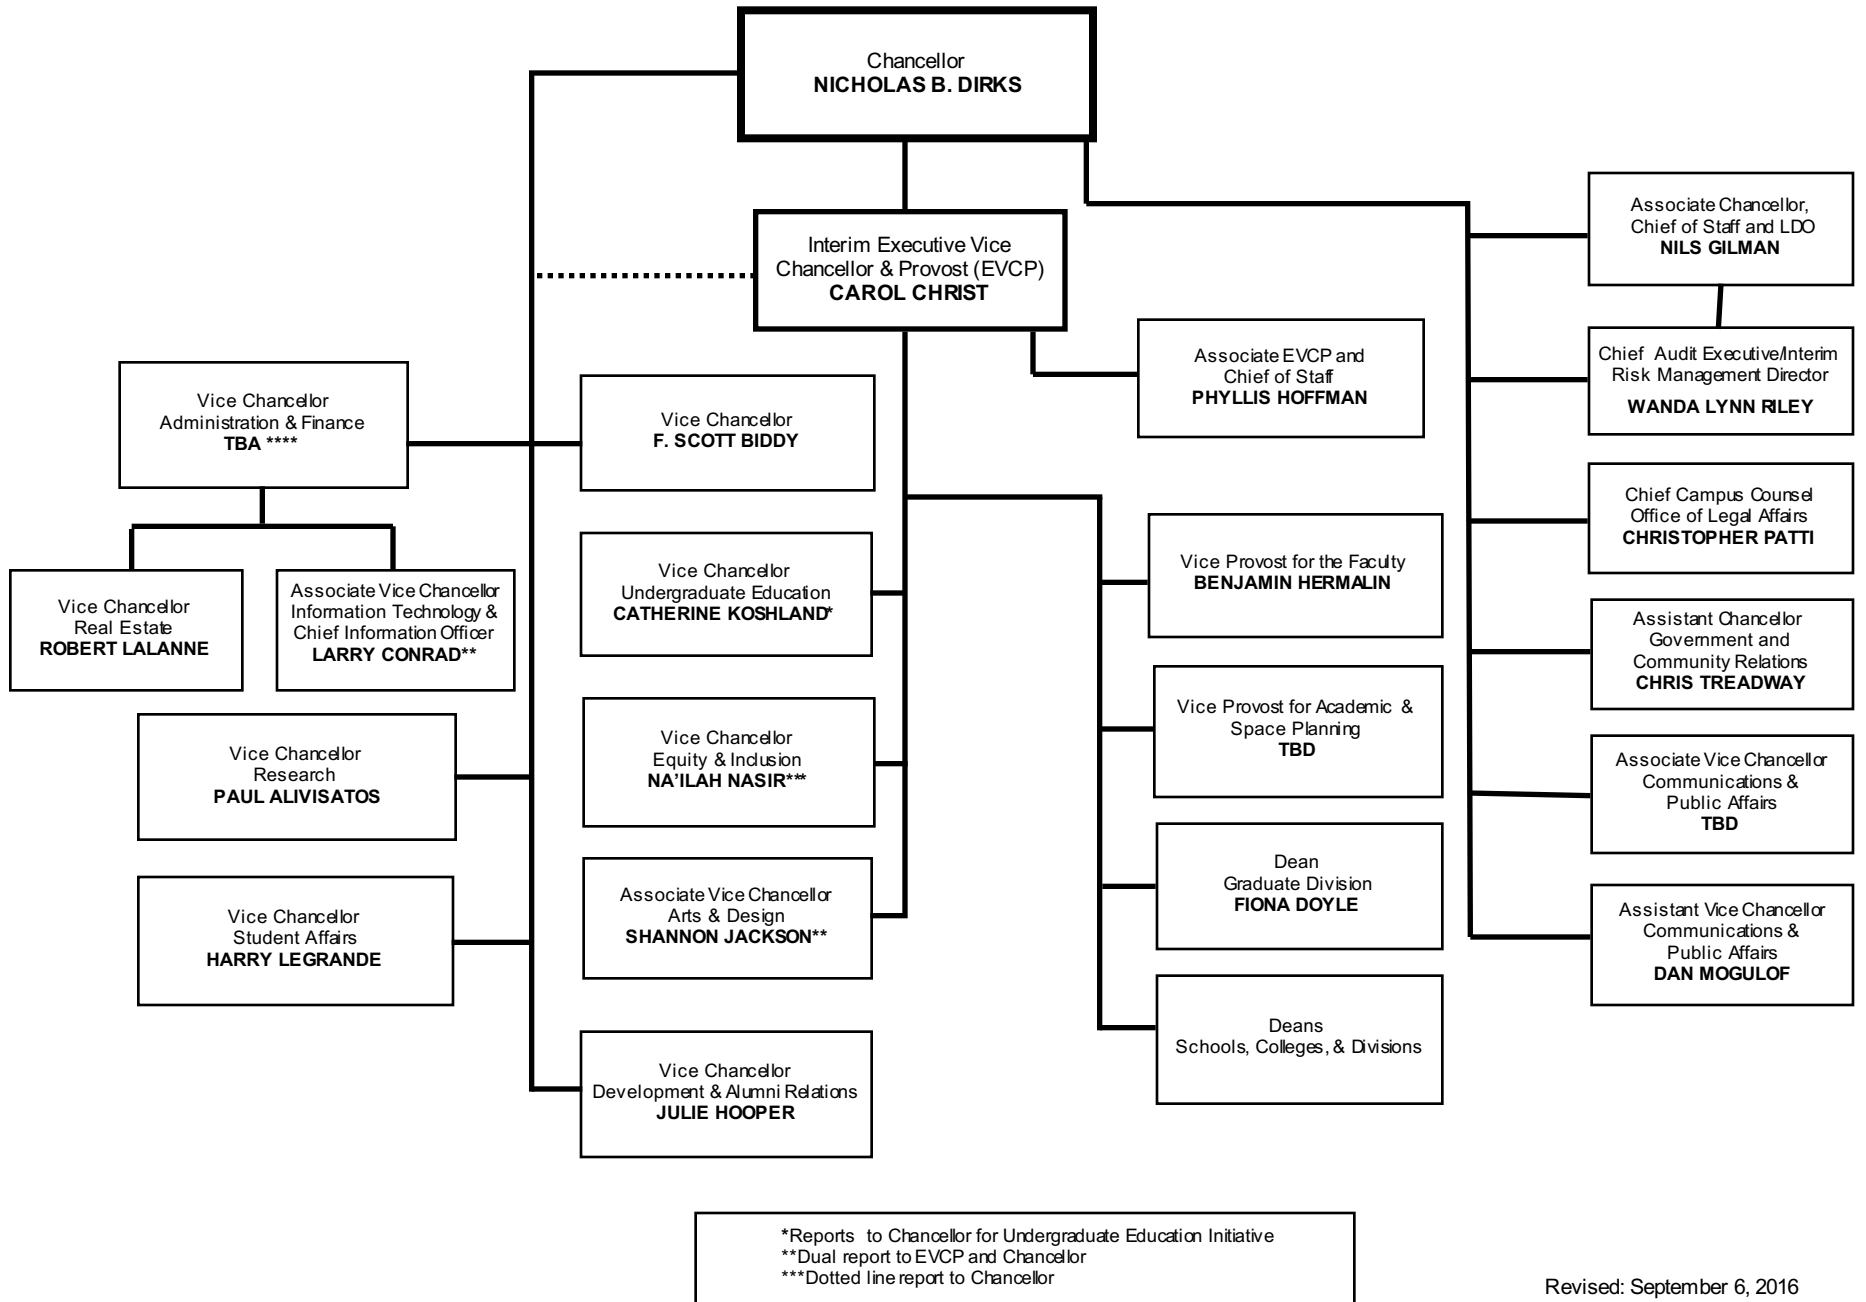 Chancellor
NICHOLAS B. DIRKS
Interim Executive Vice
Chancellor & Provost (EVCP)
CAROL CHRIST
Associate Chancellor,
Chief of Staff and LDO
NILS GILMAN
Associate EVCP and
Chief of Staff
PHYLLIS HOFFMAN
Chief Audit Executive/Interim
Risk Management Director
WANDA LYNN RILEY
Vice Chancellor
Administration & Finance
TBA ****
Vice Chancellor
F. SCOTT BIDDY
Chief Campus Counsel
Office of Legal Affairs
CHRISTOPHER PATTI
Vice Chancellor
Real Estate
ROBERT LALANNE
Associate Vice Chancellor
Information Technology &
Chief Information Officer
LARRY CONRAD**
Vice Chancellor
Undergraduate Education
CATHERINE KOSHLAND*
Vice Provost for the Faculty
BENJAMIN HERMALIN
Assistant Chancellor
Government and
Community Relations
CHRIS TREADWAY
Vice Chancellor
Research
PAUL ALIVISATOS
Vice Chancellor
Equity & Inclusion
NA’ILAH NASIR***
Vice Provost for Academic &
Space Planning
TBD
Associate Vice Chancellor
Communications &
Public Affairs
TBD
Vice Chancellor
Student Affairs
HARRY LEGRANDE
Associate Vice Chancellor
Arts & Design
SHANNON JACKSON**
Dean
Graduate Division
FIONA DOYLE
Assistant Vice Chancellor
Communications &
Public Affairs
DAN MOGULOF
Vice Chancellor
Development & Alumni Relations
JULIE HOOPER
Deans
Schools, Colleges, & Divisions
*Reports to Chancellor for Undergraduate Education Initiative
**Dual report to EVCP and Chancellor
***Dotted line report to Chancellor
Revised: September 6, 2016